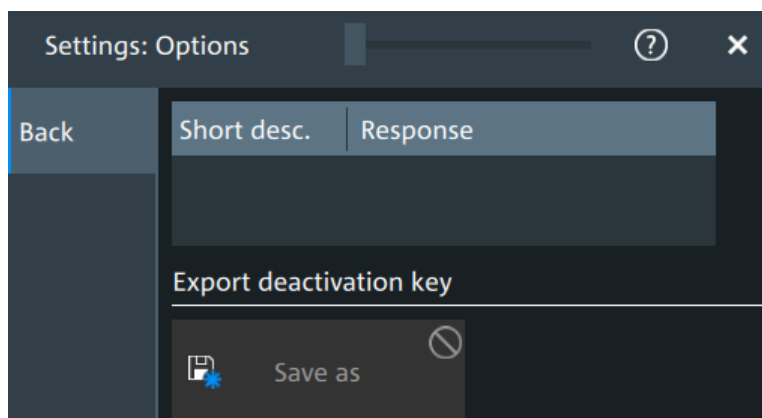 Settings: Options
Back
Short desc. Response
Export deactivation key
Save as